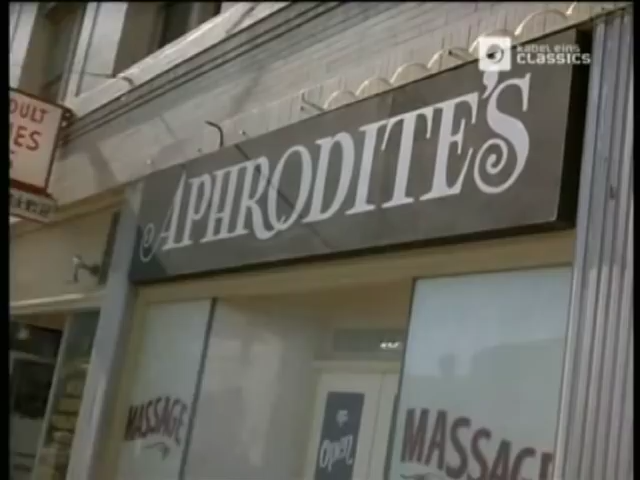 kabel eins
CLASSICS
APHRODITE'S
MASSAGE
Open
MASSAGE